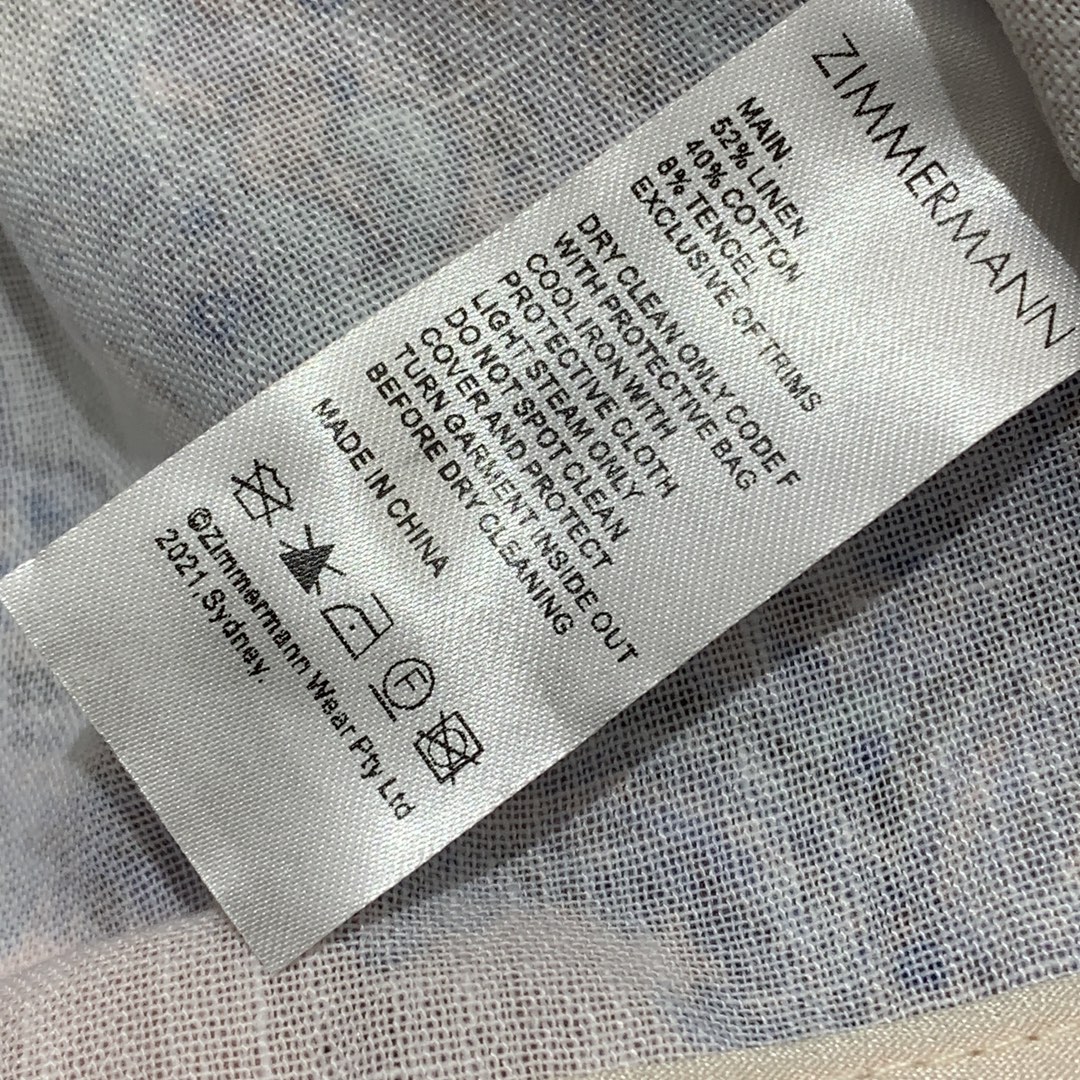 ZIMMERMANN
MAIN:
52% LINEN
40% COTTON
8% TENCEL
EXCLUSIVE OF TRIMS
DRY CLEAN ONLY CODE F
WITH PROTECTIVE BAG
COOL IRON WITH
PROTECTIVE CLOTH
LIGHT STEAM ONLY
DO NOT SPOT CLEAN
COVER AND PROTECT
TURN GARMENT INSIDE OUT
BEFORE DRY CLEANING
MADE IN CHINA
F
©Zimmermann Wear Pty Ltd
2021, Sydney.